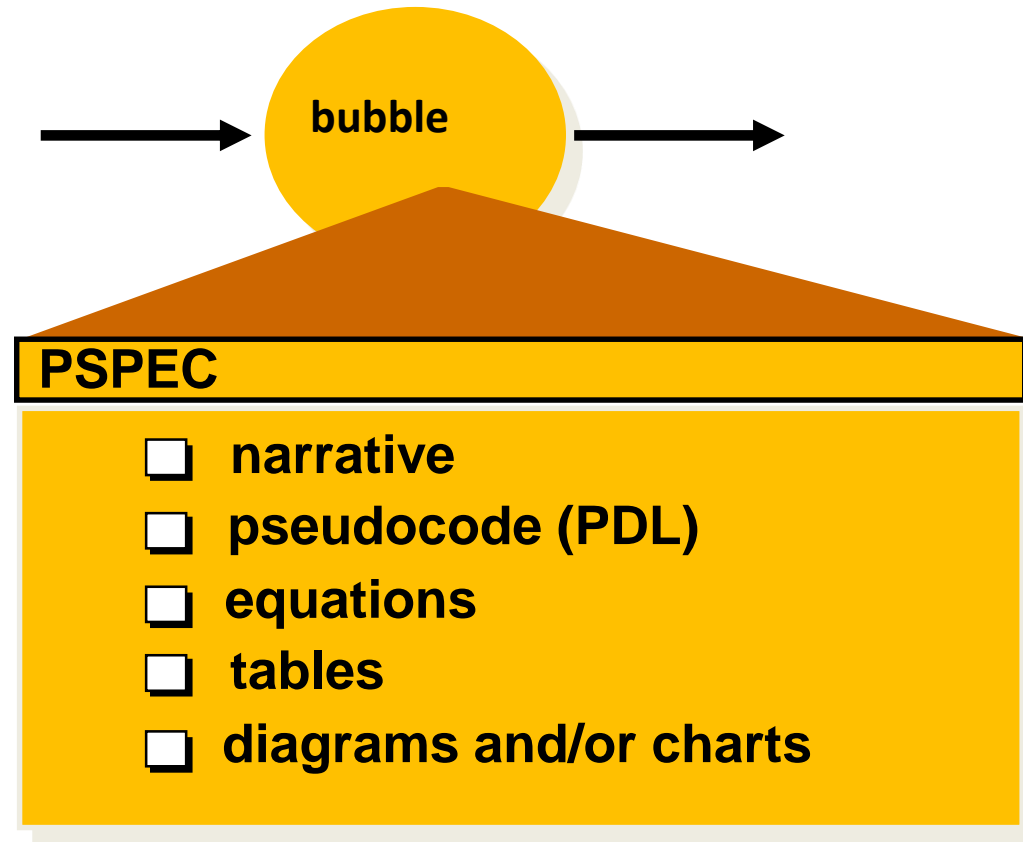 bubble
PSPEC
narrative
pseudocode (PDL)
equations
tables
diagrams and/or charts